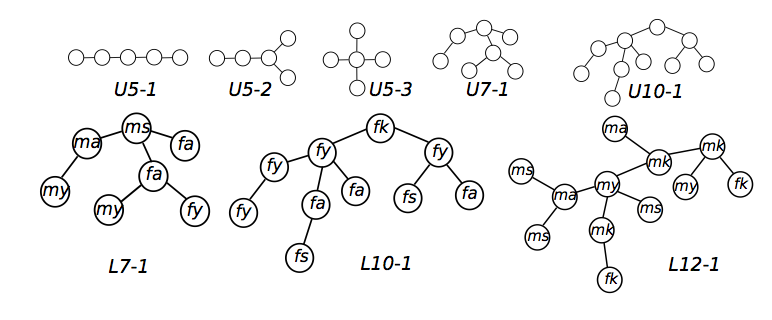 U5-1 U5-2 U5-3 U7-1 U10-1
ms
ma fa
fa
my my fy
L7-1
fk
fy fy
fy
fy fa fa fs fa
fs
L10-1
ma
mk mk
ms
ma my my fk
ms
ms mk
fk
L12-1